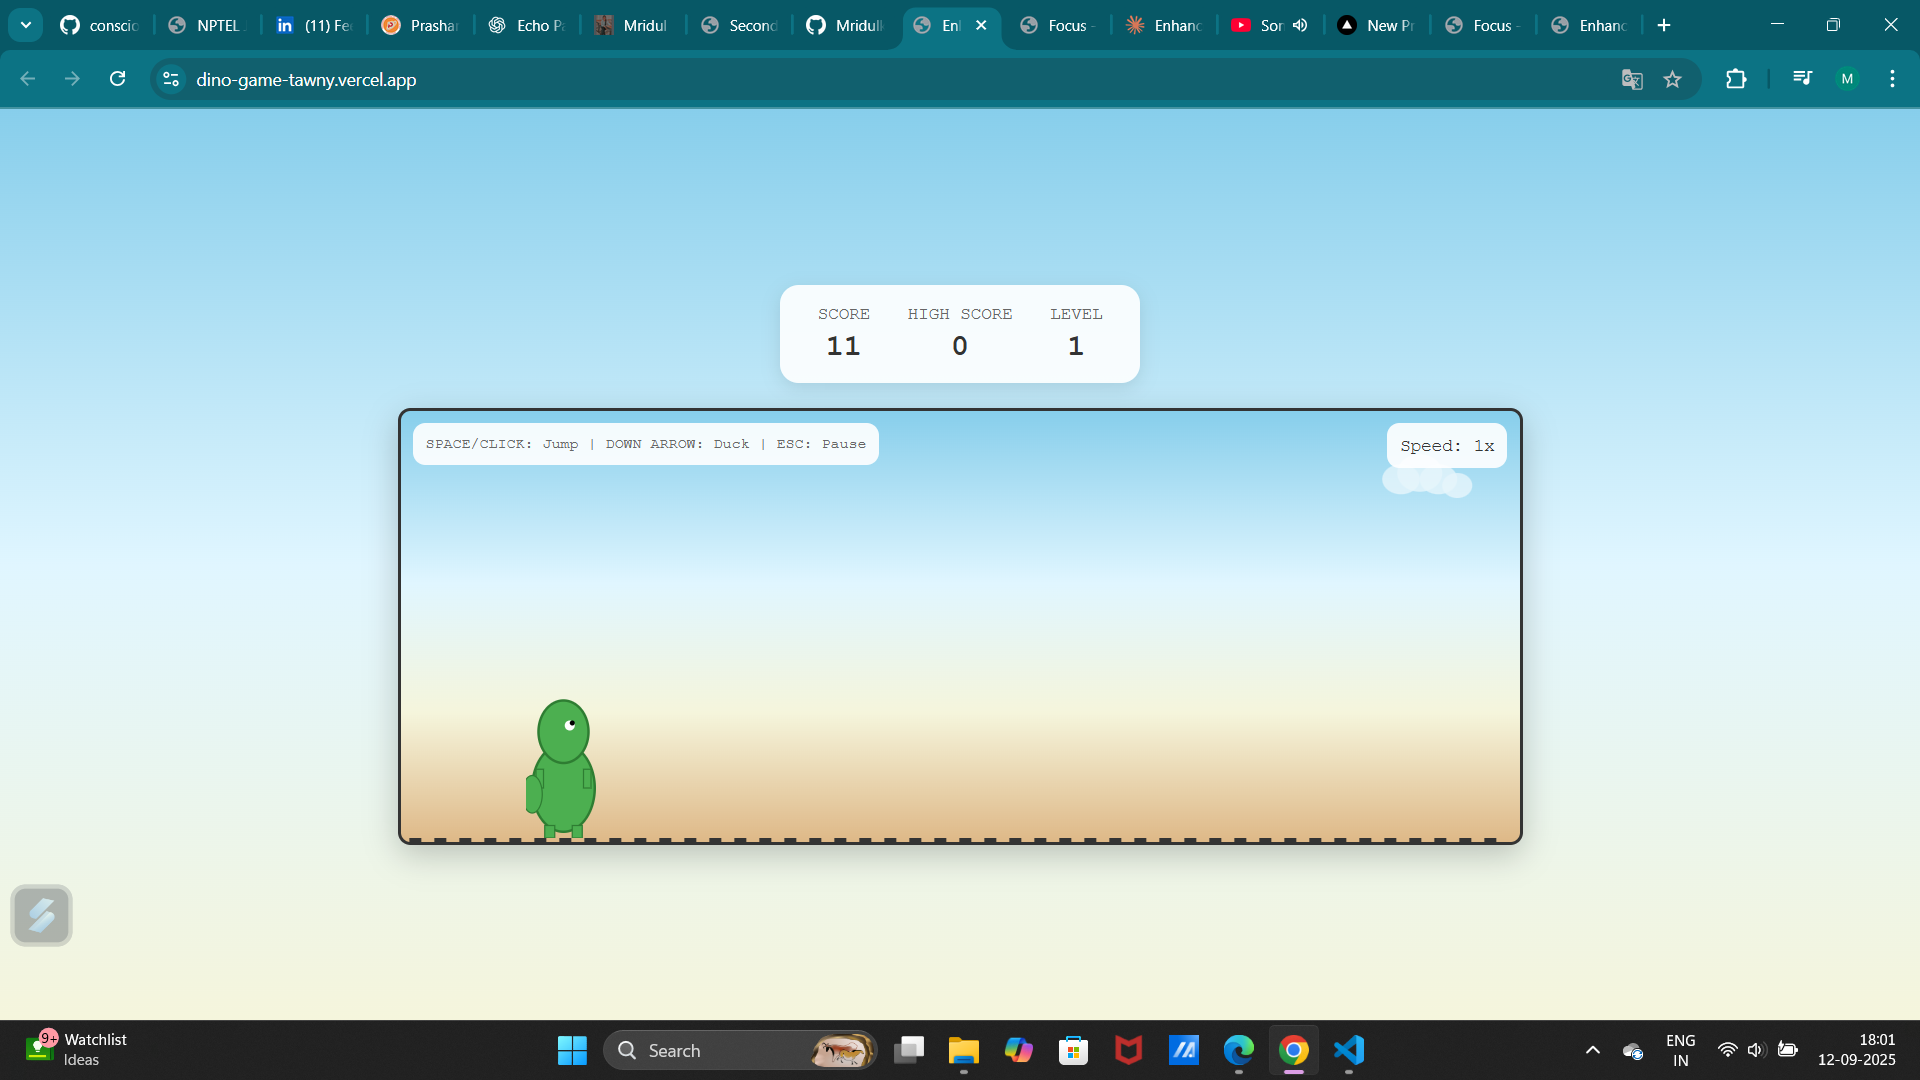 conscio
NPTEL
(11) Fe
Prashar
Echo P
Mridul
Second
Mridul
En
Focus -
Enhanc
Son
New Pr
Focus -
Enhanc
dino-game-tawny.vercel.app
M
SCORE HIGH SCORE LEVEL
11 0 1
SPACE/CLICK: Jump | DOWN ARROW: Duck | ESC: Pause
Speed: 1x
9+
Watchlist
Ideas
Search
ENG
IN
18:01
12-09-2025